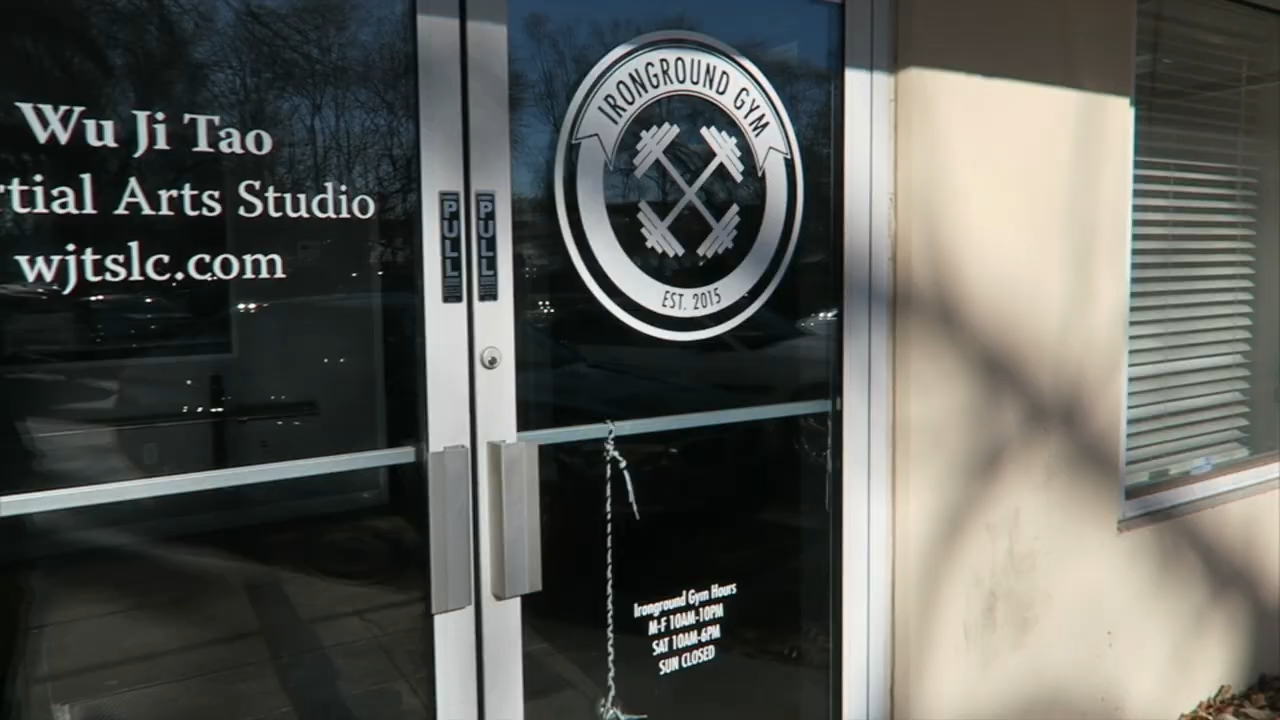 Wu Ji Tao
rtial Arts Studio
wjtslc.com
PULL
PULL
IRONGROUND GYM
EST. 2015
Ironground Gym Hours
M-F 10AM-10PM
SAT 10AM-6PM
SUN CLOSED